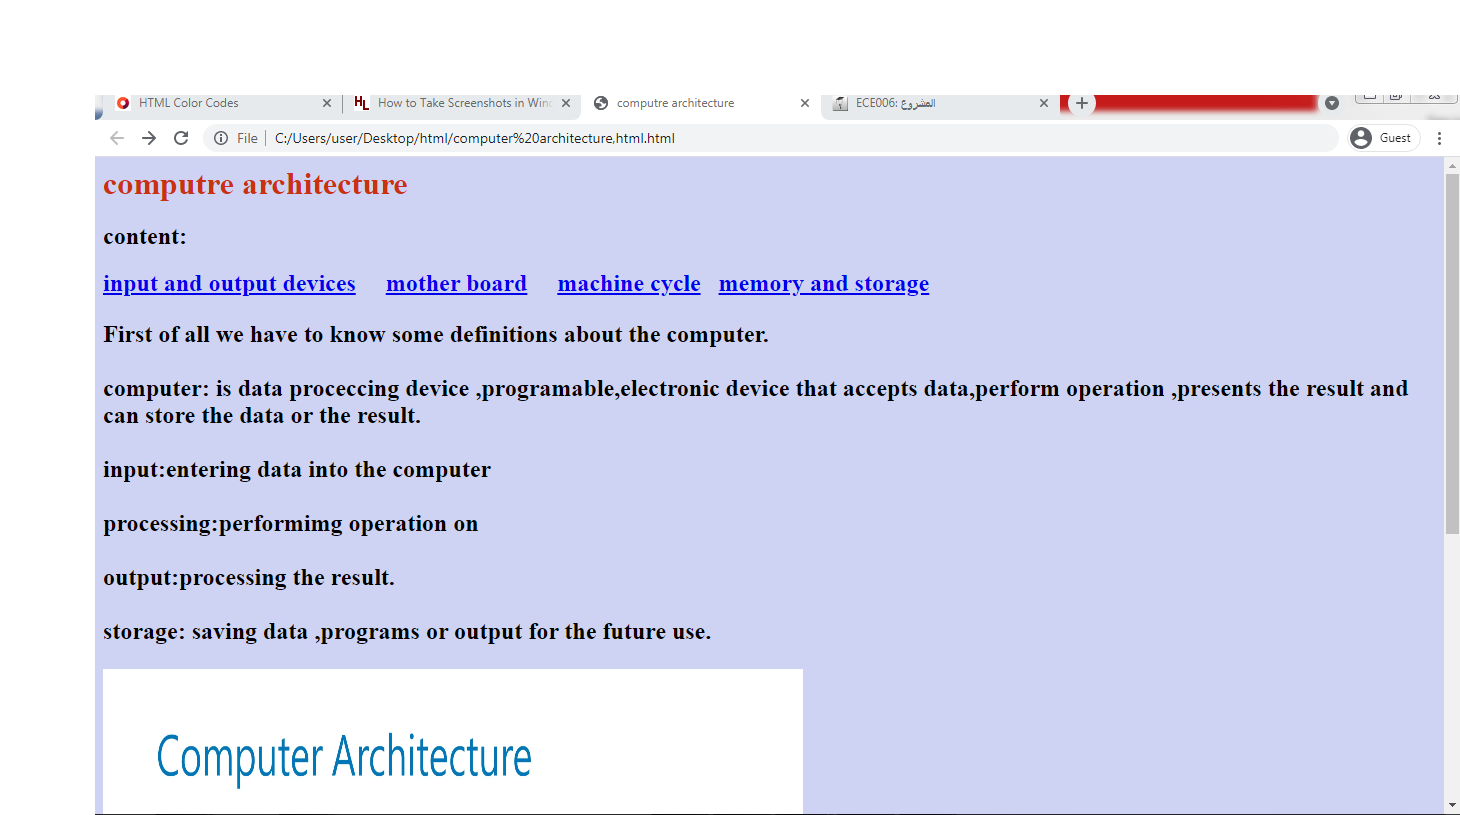 HTML Color Codes
How to Take Screenshots in Win
computre architecture
ECE006: المشروع
File
C:/Users/user/Desktop/html/computer%20architecture,html.html
Guest
computre architecture
content:
input and output devices mother board machine cycle memory and storage
First of all we have to know some definitions about the computer.
computer: is data proceccing device ,programable,electronic device that accepts data,perform operation ,presents the result and
can store the data or the result.
input:entering data into the computer
processing:performimg operation on
output:processing the result.
storage: saving data ,programs or output for the future use.
Computer Architecture